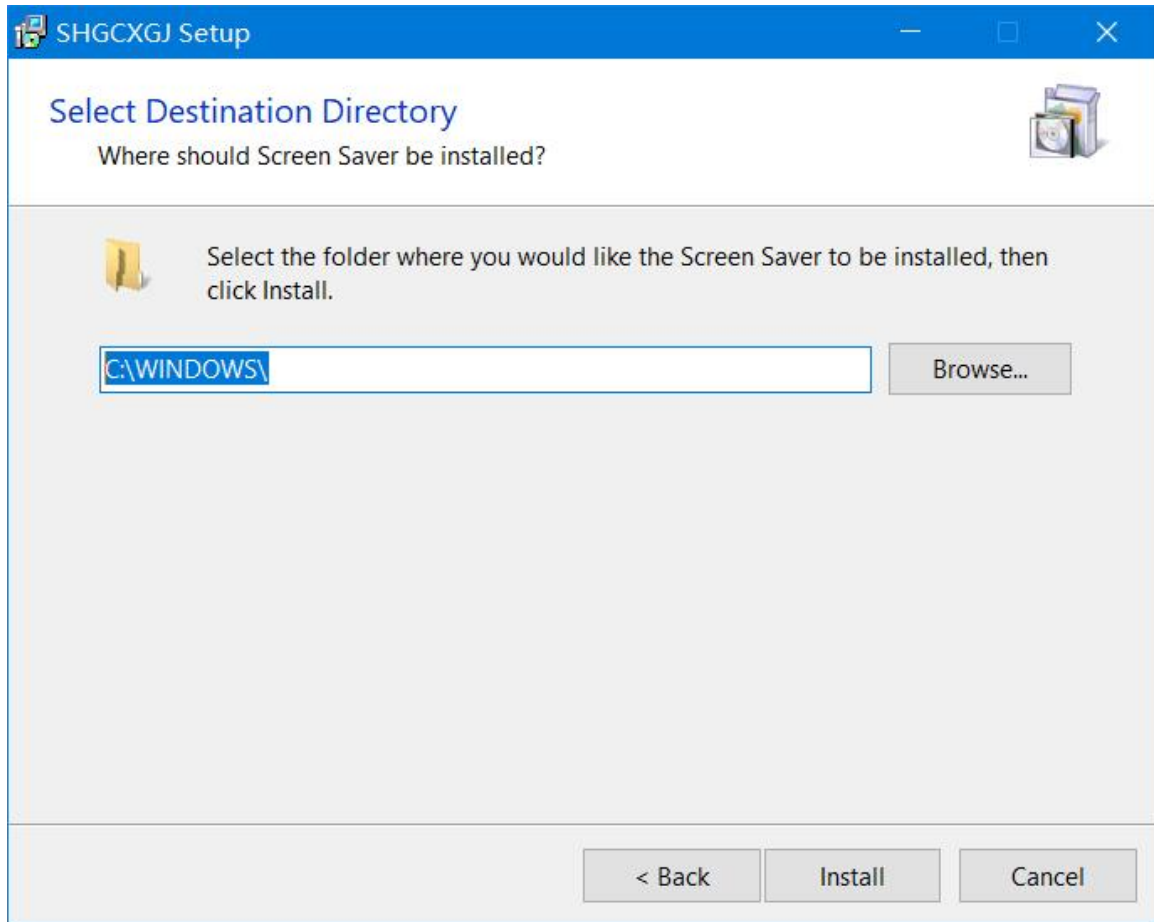 SHGCXGJ Setup
Select Destination Directory
Where should Screen Saver be installed?
Select the folder where you would like the Screen Saver to be installed, then
click Install.
C:\WINDOWS\
Browse...
< Back
Install
Cancel